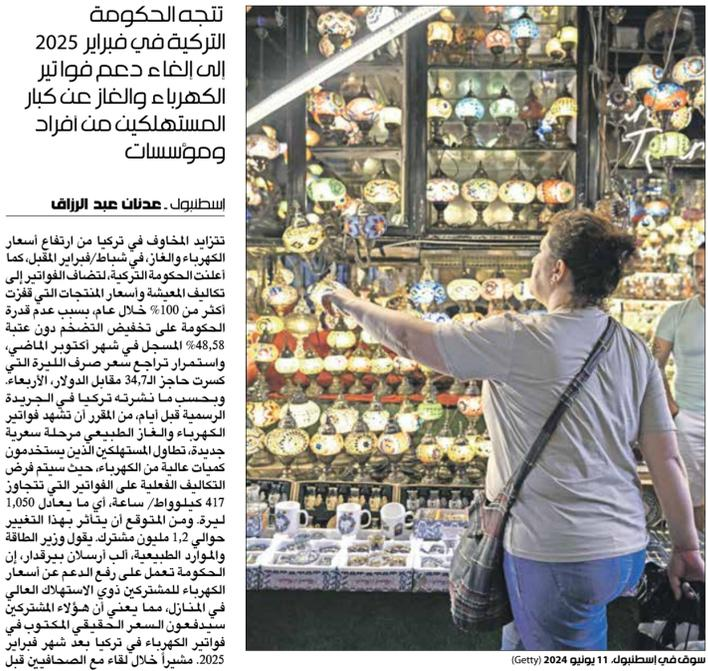 تتجه الحكومة
التركية في فبراير 2025
إلى إلغاء دعم فواتير
الكهرباء والغاز عن كبار
المستهلكين من أفراد
ومؤسسات
إسطنبول ـ عدنان عبد الرزاق
تتزايد المخاوف في تركيا من ارتفاع أسعار
الكهرباء والغاز، في شباط/فبراير المقبل، كما
أعلنت الحكومة التركية، لتضاف الفواتير إلى
تكاليف المعيشة وأسعار المنتجات التي قفزت
أكثر من 100% خلال عام، بسبب عدم قدرة
الحكومة على تخفيض التضخم دون عتبة
48,58% المسجل في شهر أكتوبر الماضي،
واستمرار تراجع سعر صرف الليرة التي
كسرت حاجز الـ34,7 مقابل الدولار، الأربعاء.
وبحسب ما نشرته تركيا في الجريدة
الرسمية قبل أيام، من المقرر أن تشهد فواتير
الكهرباء والغاز الطبيعي مرحلة سعرية
جديدة، تطاول المستهلكين الذين يستخدمون
كميات عالية من الكهرباء، حيث سيتم فرض
التكاليف الفعلية على الفواتير التي تتجاوز
417 كيلوواط/ ساعة، أي ما يعادل 1,050
ليرة. ومن المتوقع أن يتأثر بهذا التغيير
حوالي 1,2 مليون مشترك. يقول وزير الطاقة
والموارد الطبيعية، ألب أرسلان بيرقدار، إن
الحكومة تعمل على رفع الدعم عن أسعار
الكهرباء للمشتركين ذوي الاستهلاك العالي
في المنازل، مما يعني أن هؤلاء المشتركين
سيدفعون السعر الحقيقي المكتوب في
فواتير الكهرباء في تركيا بعد شهر فبراير
2025. مشيراً خلال لقاء مع الصحافيين قبل
سوق في إسطنبول، 11 يونيو 2024 (Getty)